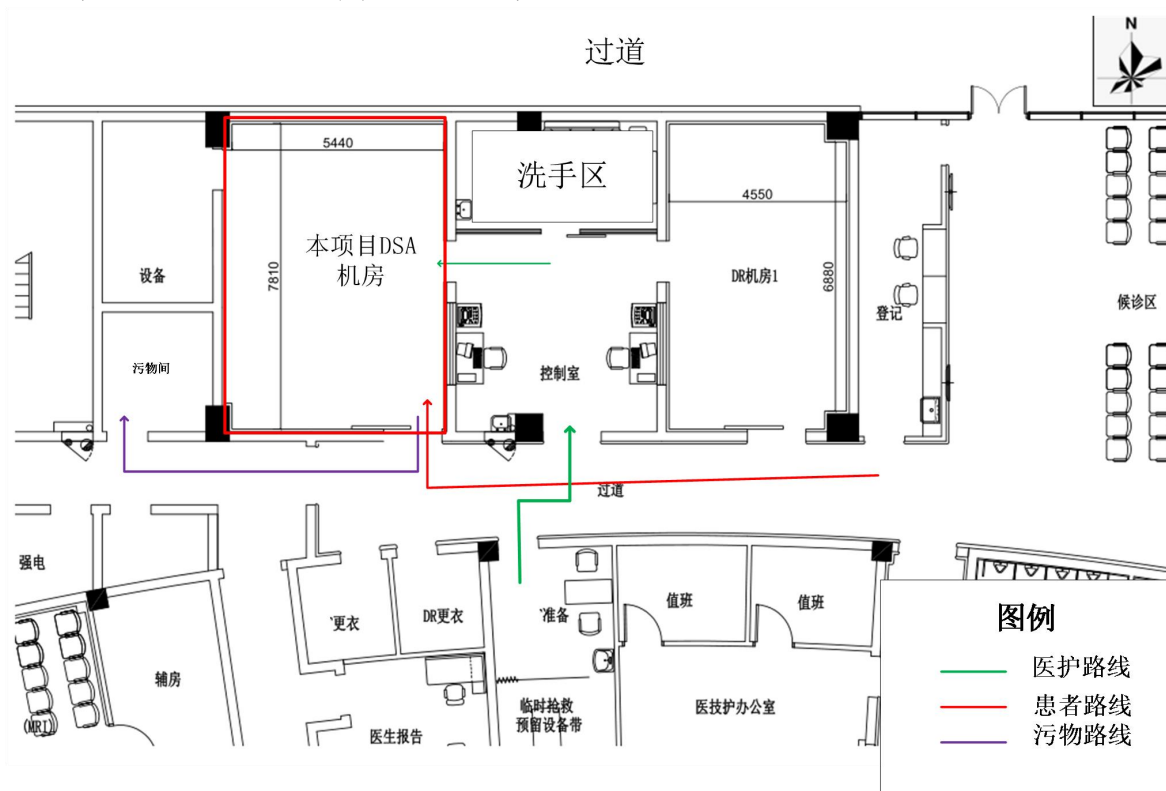 N
过道
5440
洗手区
4550
本项目DSA
机房
7810
设备
DR机房1
6880
登记
候诊区
污物间
控制室
过道
强电
更衣
DR更衣
准备
值班
值班
辅房
(MRI)
临时抢救
预留设备带
医生报告
医技护办公室
图例
医护路线
患者路线
污物路线